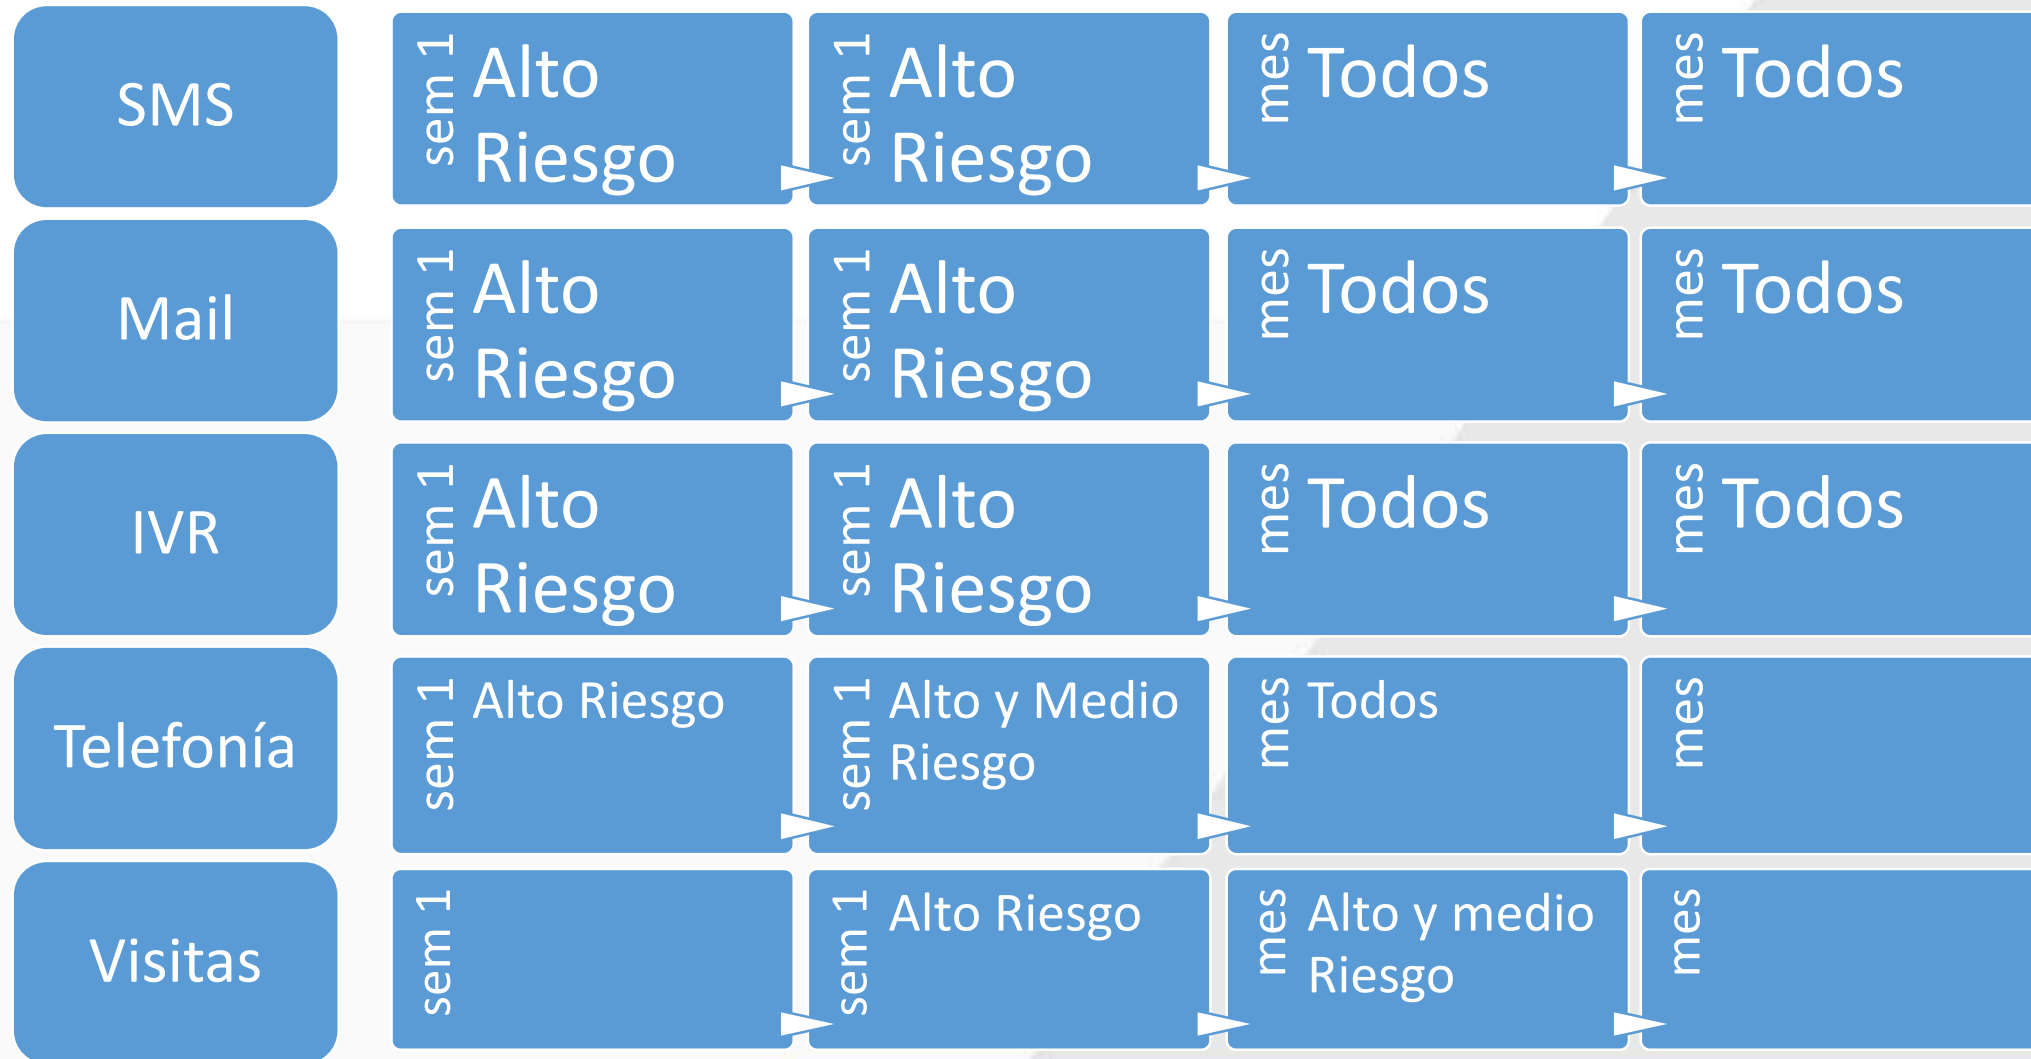 SMS
sem 1
Alto
Riesgo
sem 1
Alto
Riesgo
mes
Todos
mes
Todos
Mail
sem 1
Alto
Riesgo
sem 1
Alto
Riesgo
mes
Todos
mes
Todos
IVR
sem 1
Alto
Riesgo
sem 1
Alto
Riesgo
mes
Todos
mes
Todos
Telefonía
sem 1
Alto Riesgo
sem 1
Alto y Medio
Riesgo
mes
Todos
mes
Visitas
sem 1
sem 1
Alto Riesgo
mes
Alto y medio
Riesgo
mes